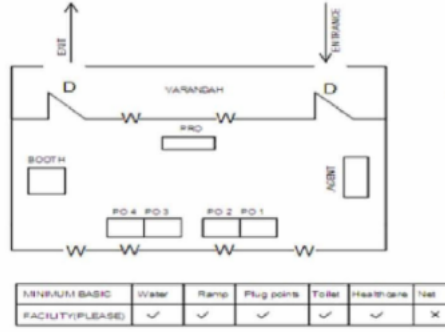 EXIT
ENTRANCE
D
VARANDAH
D
W
W
PRO
BOOTH
AGENT
PO 4 PO 3
PO 2 PO 1
W
W
W
W
MINIMUM BASIC Water Ramp Plug points Toilet Healthcare Net
FACILITY(PLEASE) ✓ ✓ ✓ ✓ ✓ ×